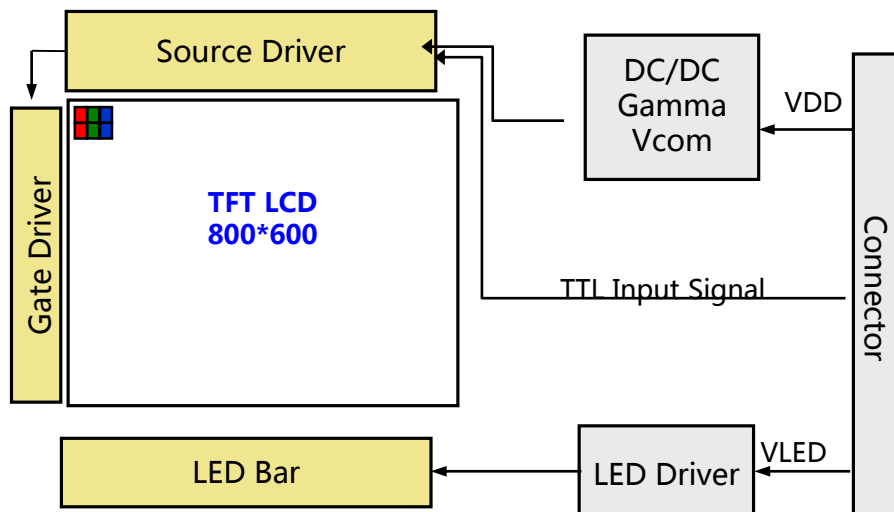 Source Driver
DC/DC
Gamma
Vcom
VDD
Gate Driver
TFT LCD
800*600
Connector
TTL Input Signal
LED Bar
LED Driver
VLED